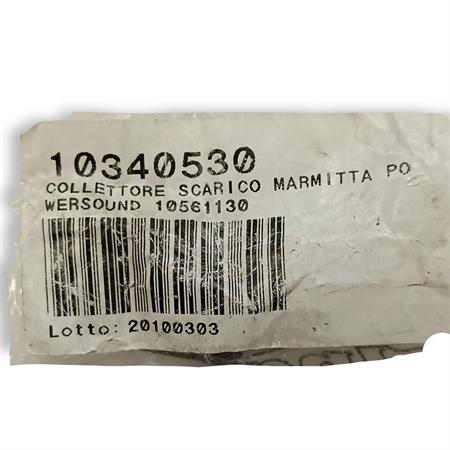 10340530
COLLETTORE SCARICO MARMITTA PO
WERSOUND 10561130
Lotto: 20100303